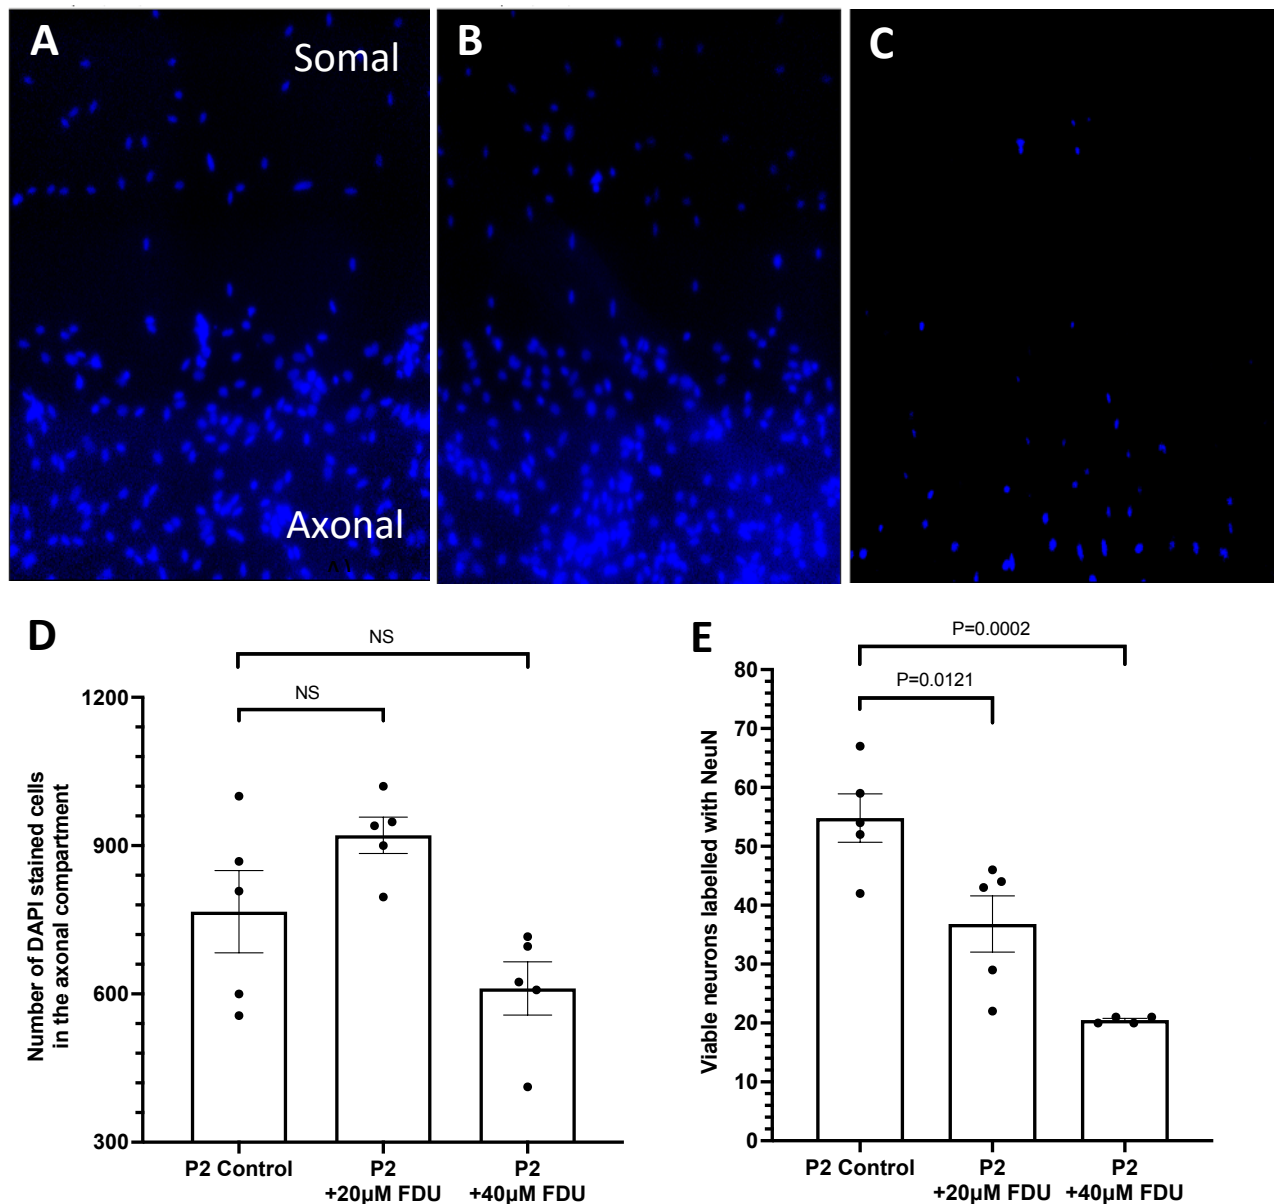 A
Somal
Axonal
B
C
D
NS
NS
1200
900
600
300
Number of DAPI stained cells
in the axonal compartment
P2 Control
P2
+20µM FDU
P2
+40µM FDU
E
P=0.0002
P=0.0121
80
70
60
50
40
30
20
10
0
Viable neurons labelled with NeuN
P2 Control
P2
+20µM FDU
P2
+40µM FDU